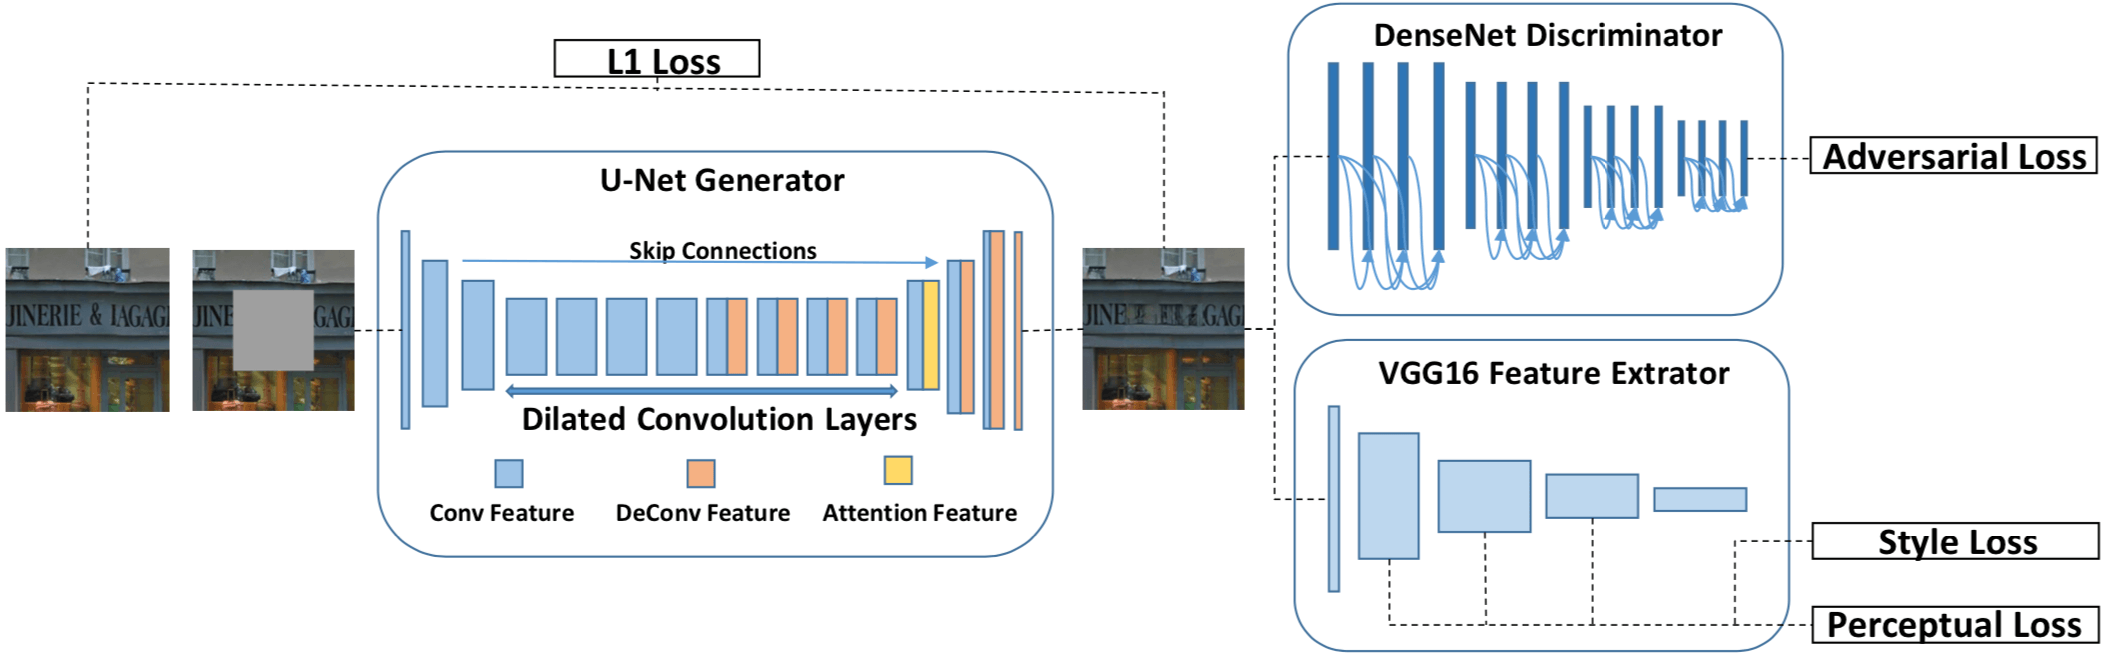 L1 Loss
DenseNet Discriminator
Adversarial Loss
U-Net Generator
Skip Connections
JINERIE & IAGAGI
JINE
GAGI
JINE
GAGI
Dilated Convolution Layers
Conv Feature
DeConv Feature
Attention Feature
VGG16 Feature Extrator
Style Loss
Perceptual Loss